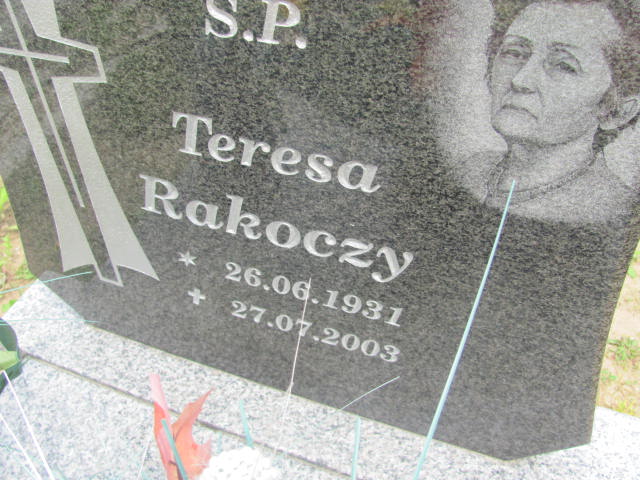 S.P.
Teresa
Rakoczy
* 26.06.1931
✝ 27.07.2003